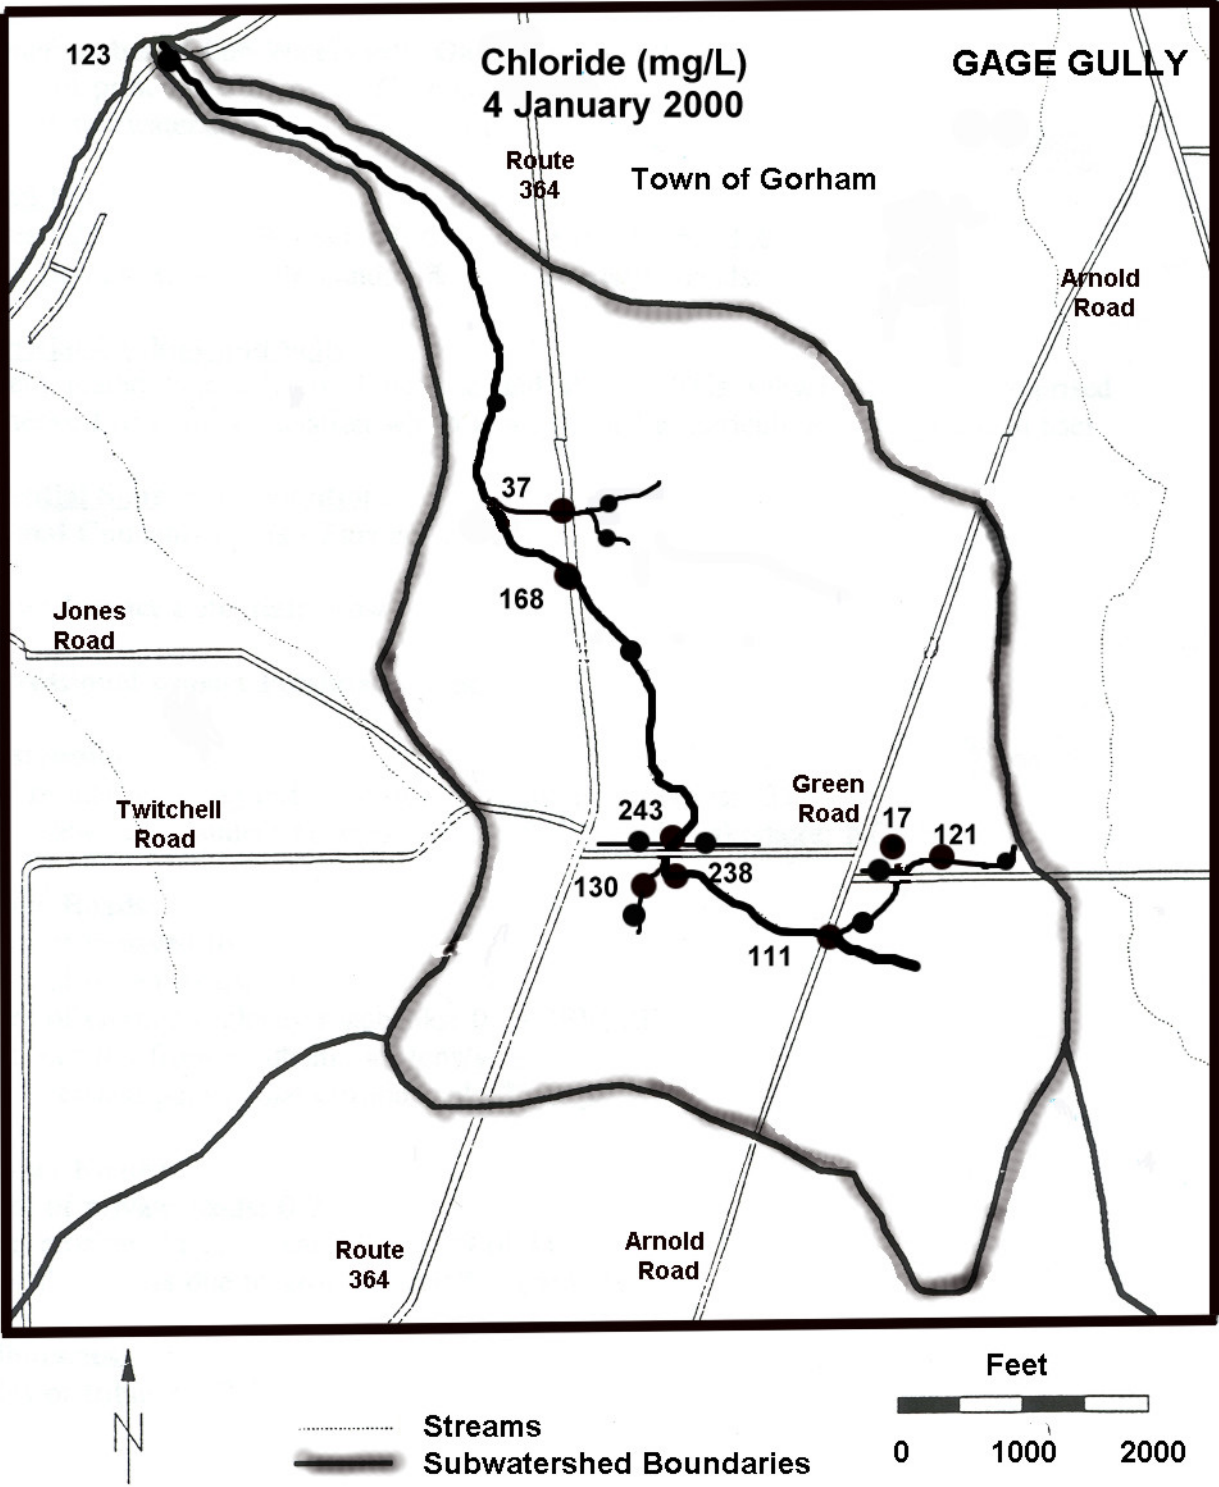 123
Chloride (mg/L)
4 January 2000
GAGE GULLY
Route
364
Town of Gorham
Arnold
Road
37
168
Jones
Road
Twitchell
Road
243
Green
Road
17
121
130
238
111
Route
364
Arnold
Road
N
Streams
Subwatershed Boundaries
Feet
0 1000 2000